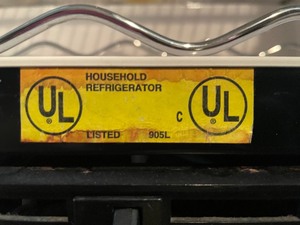 HOUSEHOLD
REFRIGERATOR
UL ® C UL ®
LISTED 905L